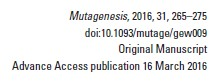 Mutagenesis, 2016, 31, 265–275
doi:10.1093/mutage/gew009
Original Manuscript
Advance Access publication 16 March 2016